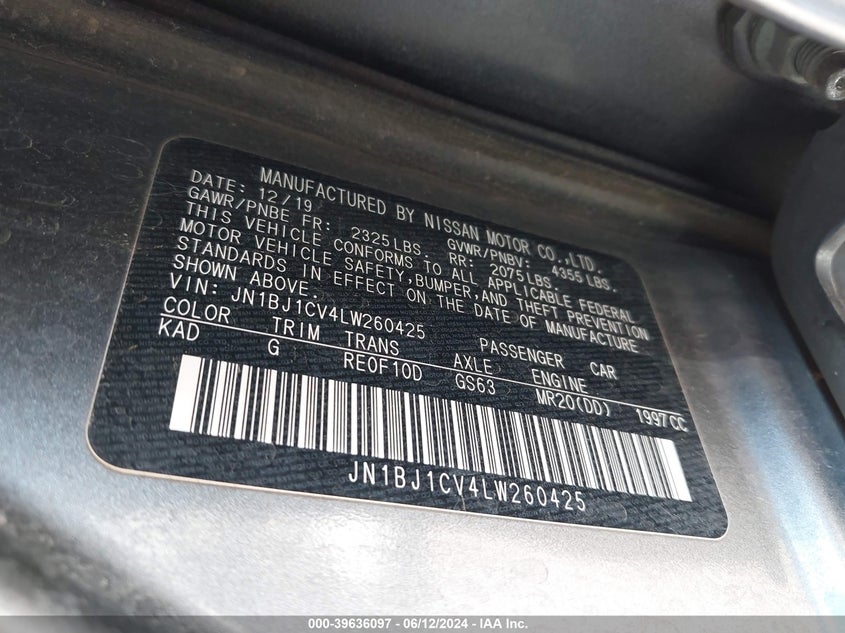 MANUFACTURED BY NISSAN MOTOR CO.,LTD.
DATE: 12/19 GVWR/PNBV: 4355 LBS.
GAWR/PNBE FR: 2325LBS. RR: 2075LBS.
THIS VEHICLE CONFORMS TO ALL APPLICABLE FEDERAL
MOTOR VEHICLE SAFETY,BUMPER,AND THEFT PREVENTION
STANDARDS IN EFFECT ON THE DATE OF MANUFACTURE
SHOWN ABOVE.
VIN: JN1BJ1CV4LW260425 PASSENGER CAR
COLOR TRIM TRANS AXLE ENGINE
KAD G RE0F10D GS63 MR20(DD) 1997CC
JN1BJ1CV4LW260425
000-39636097 - 06/12/2024 - IAA Inc.